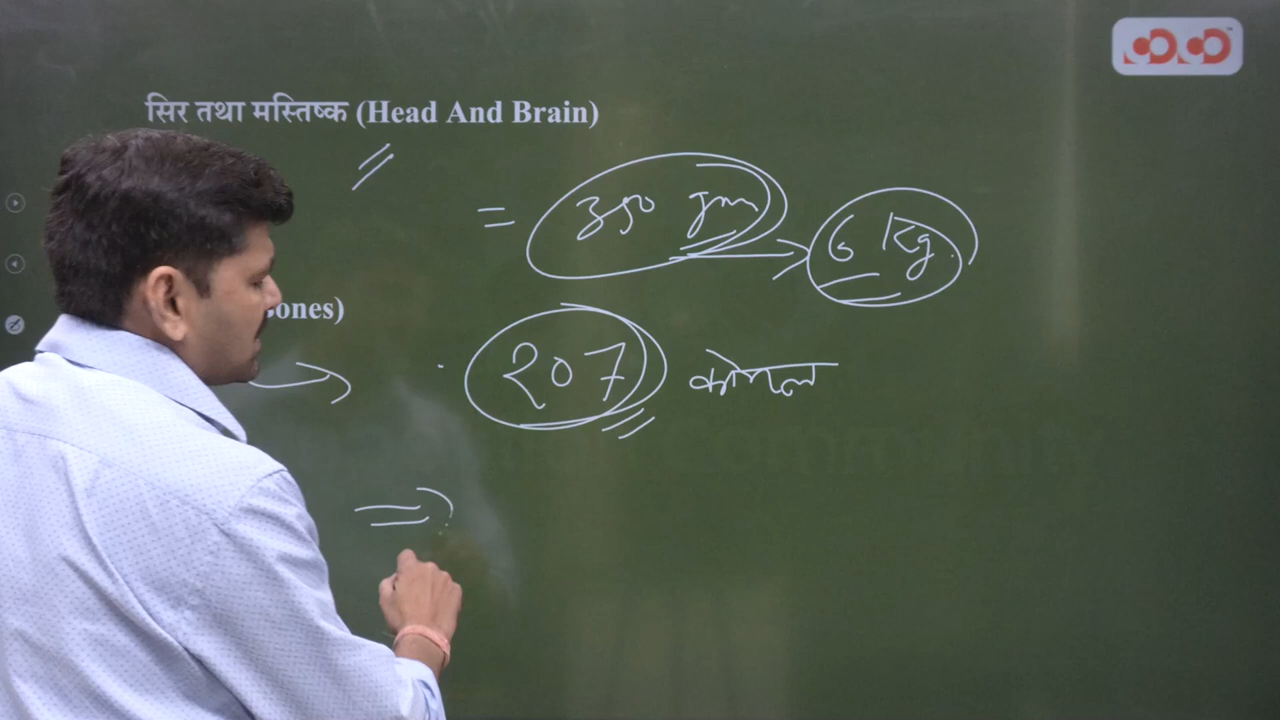 सिर तथा मस्तिष्क (Head And Brain)
= 350 gm → 6 Kg.
ones)
→ 207 कोमल